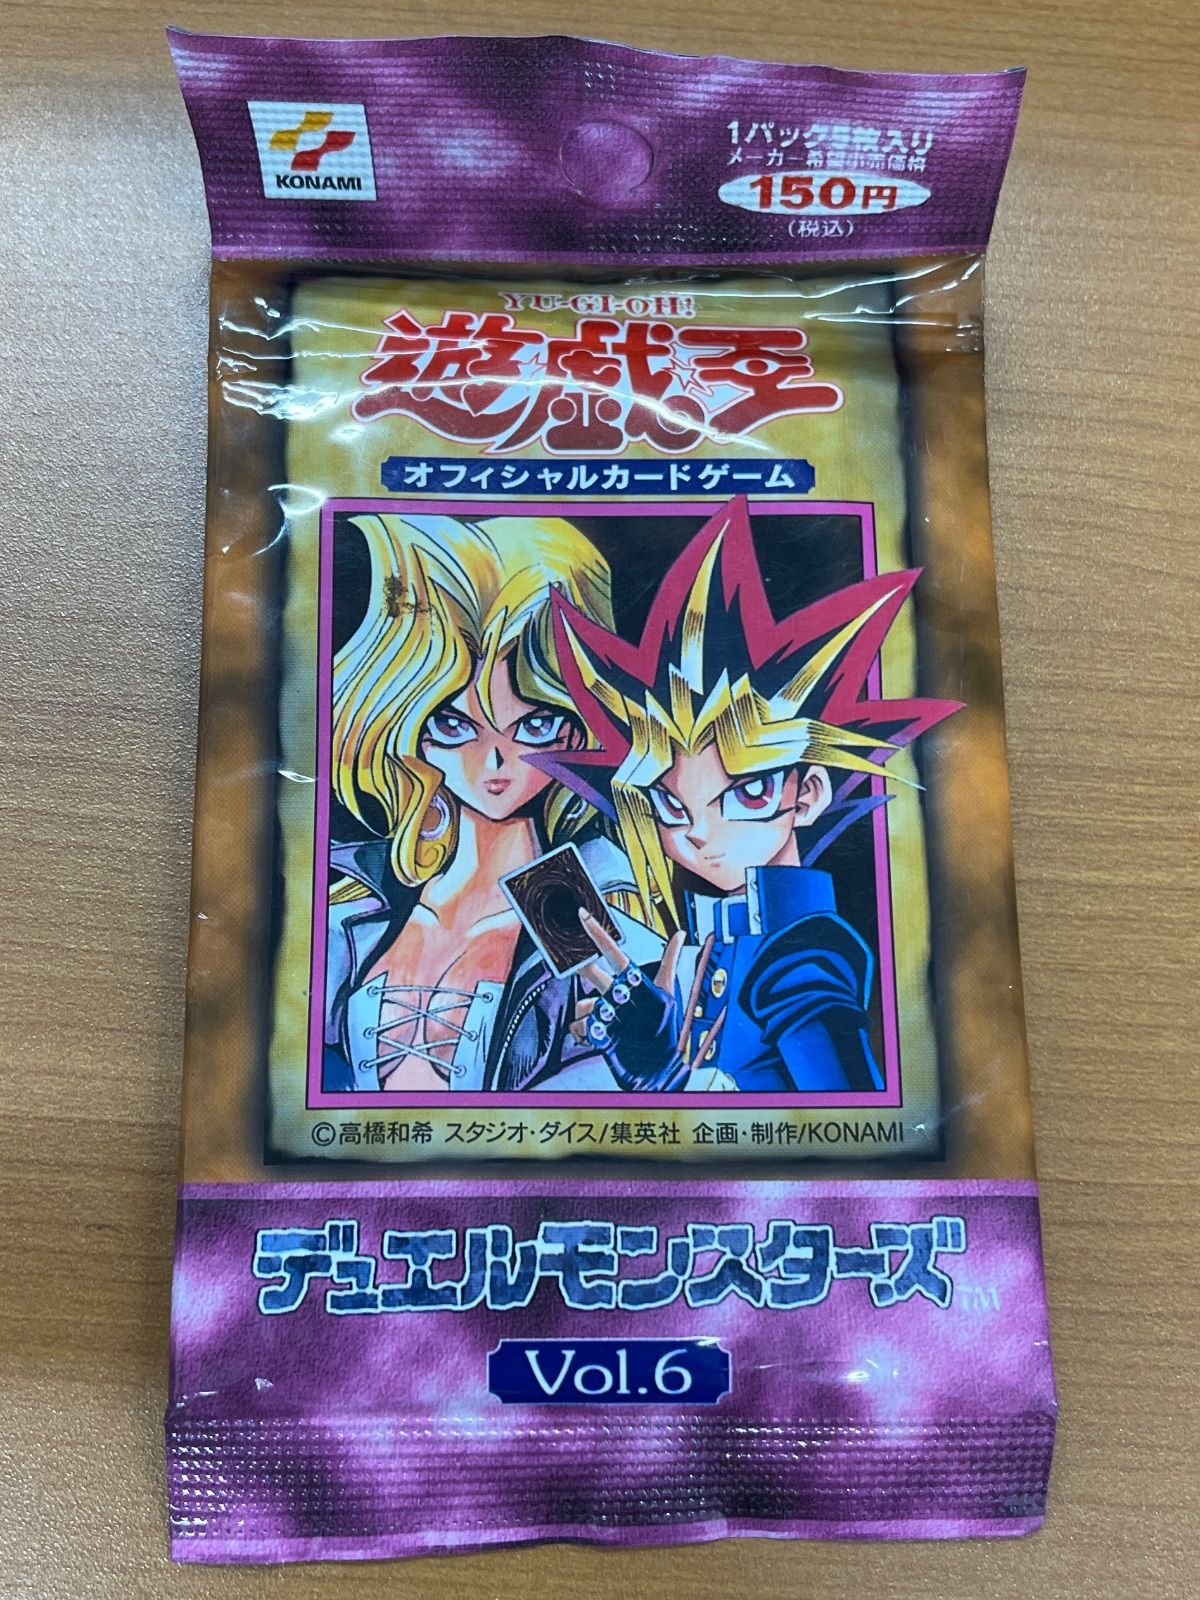 KONAMI
1パック5枚入り
メーカー希望小売価格
150円
(税込)
YU-GI-OH!
遊☆戯☆王
オフィシャルカードゲーム
©高橋和希 スタジオ・ダイス/集英社 企画・制作/KONAMI
デュエルモンスターズ™
Vol.6